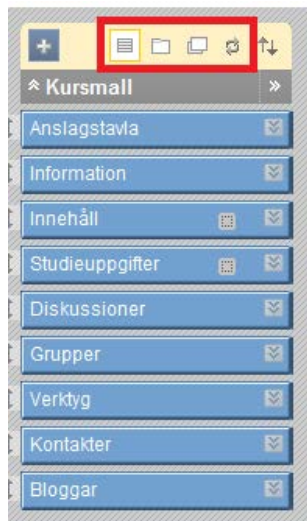 Kursmall
Anslagstavla
Information
Innehåll
Studieuppgifter
Diskussioner
Grupper
Verktyg
Kontakter
Bloggar